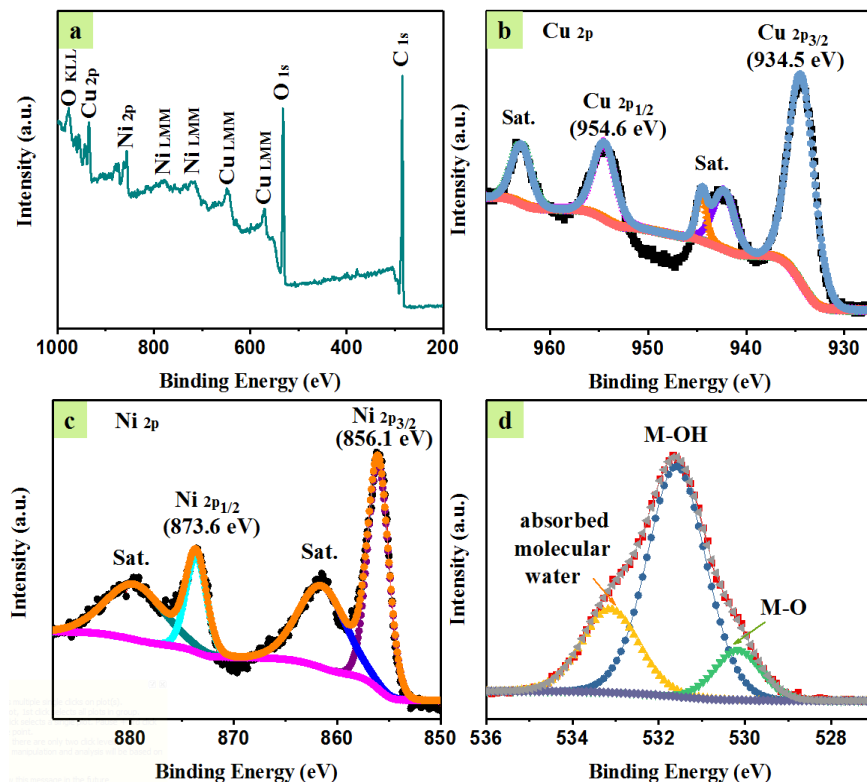 a
O KLL
Cu 2p
Ni 2p
Ni LMM
Ni LMM
Cu LMM
Cu LMM
O 1s
C 1s
Intensity (a.u.)
1000 800 600 400 200
Binding Energy (eV)
b
Cu 2p
Cu 2p3/2
(934.5 eV)
Sat.
Cu 2p1/2
(954.6 eV)
Sat.
Intensity (a.u.)
960 950 940 930
Binding Energy (eV)
c
Ni 2p
Ni 2p3/2
(856.1 eV)
Ni 2p1/2
(873.6 eV)
Sat.
Sat.
Intensity (a.u.)
880 870 860 850
Binding Energy (eV)
d
M-OH
absorbed
molecular
water
M-O
Intensity (a.u.)
536 534 532 530 528
Binding Energy (eV)